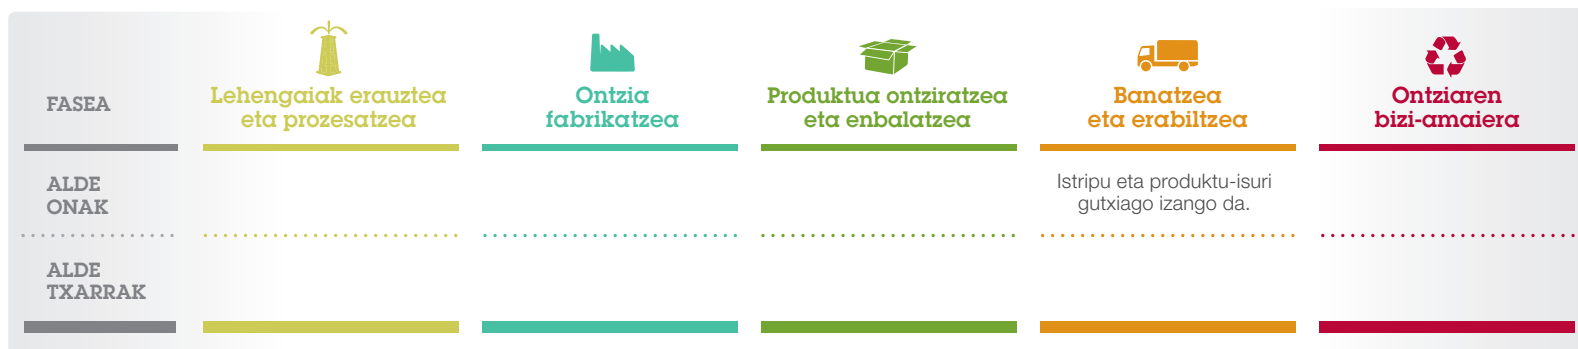 FASEA
Lehengaiak erauztea
eta prozesatzea
Ontzia
fabrikatzea
Produktua ontziratzea
eta enbalatzea
Banatzea
eta erabiltzea
Ontziaren
bizi-amaiera
ALDE
ONAK
Istripu eta produktu-isuri
gutxiago izango da.
ALDE
TXARRAK